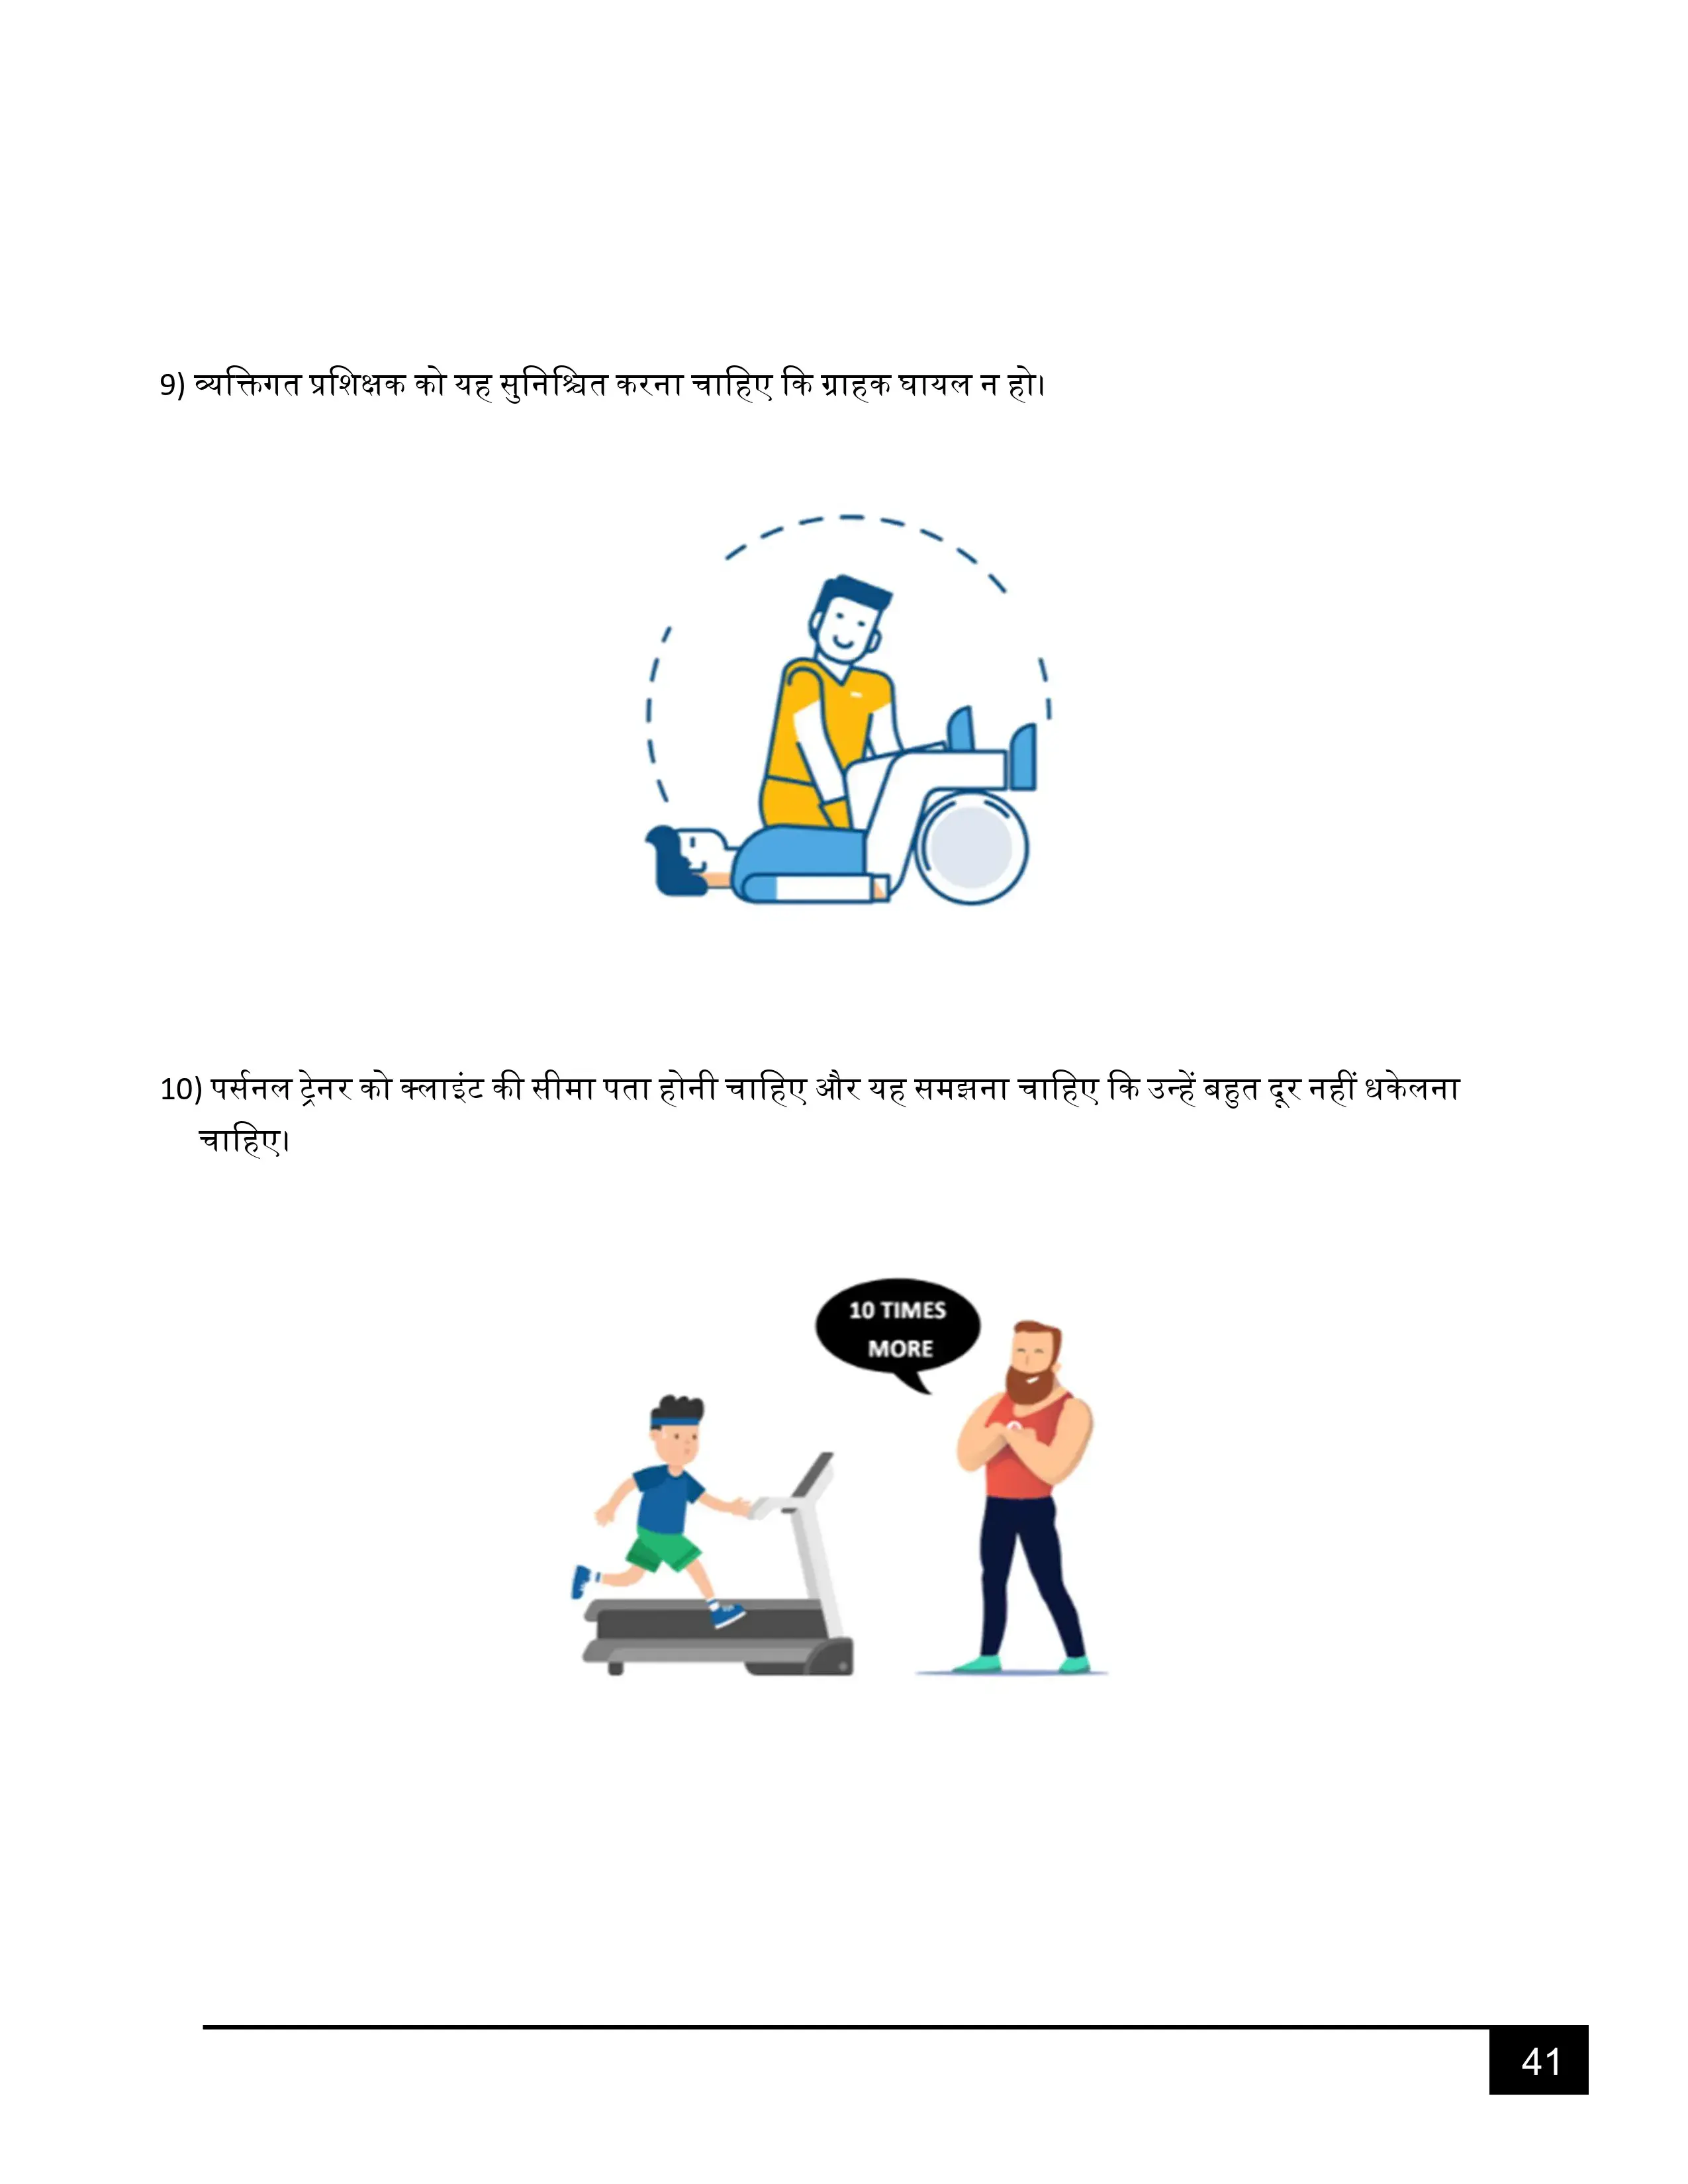 9) व्यक्तिगत प्रशिक्षक को यह सुनिश्चित करना चाहिए कि ग्राहक घायल न हो।
10) पर्सनल ट्रेनर को क्लाइंट की सीमा पता होनी चाहिए और यह समझना चाहिए कि उन्हें बहुत दूर नहीं धकेलना
चाहिए।
10 TIMES
MORE
41